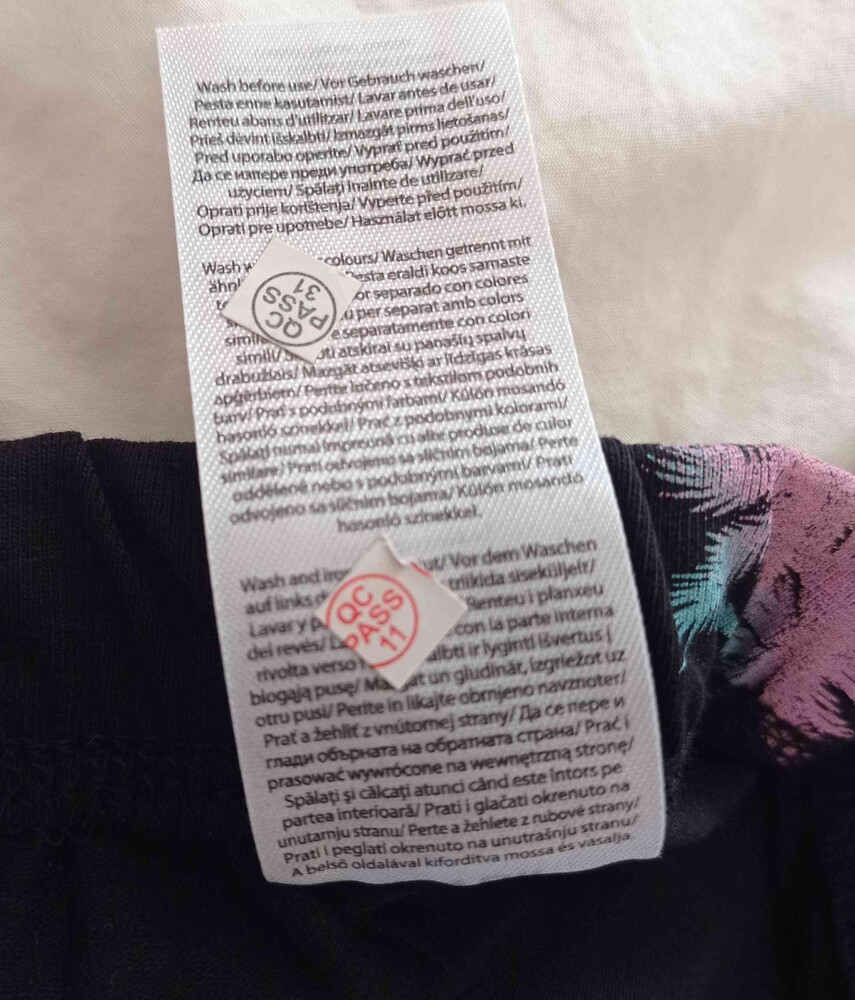 Wash before use/ Vor Gebrauch waschen/
Pesta enne kasutamist/ Lavar antes de usar/
Renteu abans d'utilitzar/ Lavare prima dell'uso/
Prieš dėvint išskalbti/ Izmazgāt pirms lietošanas/
Pred uporabo operite/ Vyprať pred použitím/
Да се изпере преди употреба/ Wyprać przed
użyciem/ Spălați înainte de utilizare/
Oprati prije korištenja/ Vyperte před použitím/
Oprati pre upotrebe/ Használat előtt mossa ki.
Wash colours/ Waschen getrennt mit
Pesta eraldi koos sarnaste
separado con colores
per separat amb colors
separatamente con colori
simili/ atskirai su panašių spalvų
drabužiais/ Mazgāt atsevišķi ar līdzīgas krāsas
apģērbiem/ Perite ločeno s tekstilom podobnih
barv/ Prať s podobnými farbami/ Külön mosandó
hasonló színekkel/ Prać z podobnymi kolorami/
Spălați numai împreună cu alte produse de culor
similare/ Prati odvojeno sa sličnim bojama/ Perte
odděleně nebo s podobnými barvami/ Prati
odvojeno sa sličnim bojama/ Külön mosandó
hasonló színekkel.
QC
PASS
31
Wash and Vor dem Waschen
auf links triikida siseküljelt/
Lavar y Renteu i planxeu
del revés/ con la parte interna
rivolta verso ir lyginti išvertus į
blogąją pusę/ un gludināt, izgriežot uz
otru pusi/ Perite in likajte obrnjeno navznoter/
Prať a žehliť z vnútornej strany/ Да се пере и
глади обърната на обратната страна/ Prać i
prasować wywrócone na wewnętrzną stronę/
Spălați și călcați atunci când este întors pe
partea interioară/ Prati i glačati okrenuto na
unutarnju stranu/ Perte a žehlete z rubové strany/
Prati i peglati okrenuto na unutrašnju stranu/
A belső oldalával kifordítva mossa és vasalja.
QC
PASS
11